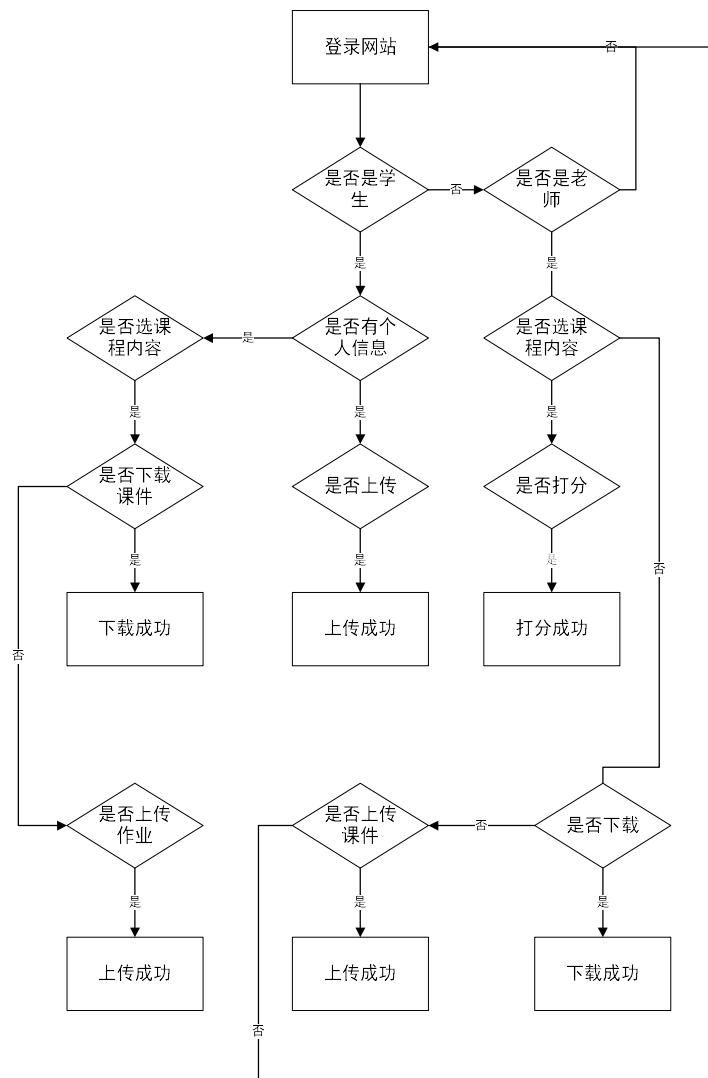 登录网站
否
是否是学
生
否
是否是老
师
是
是
是否选课
程内容
是
是否有个
人信息
是否选课
程内容
是
是
是
是否下载
课件
是否上传
是否打分
是
是
是
否
下载成功
上传成功
打分成功
否
是否上传
作业
是否上传
课件
否
是否下载
是
是
是
上传成功
上传成功
下载成功
否